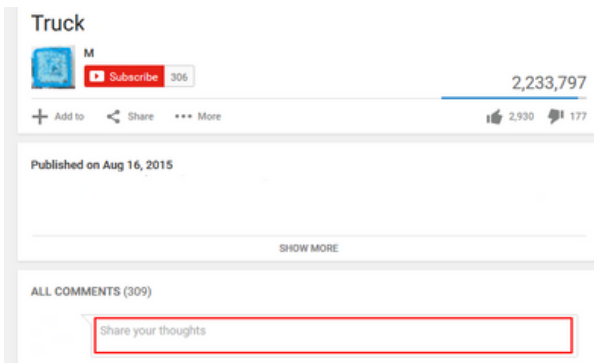 Truck
M
Subscribe 306
2,233,797
Add to Share More 2,930 177
Published on Aug 16, 2015
SHOW MORE
ALL COMMENTS (309)
Share your thoughts